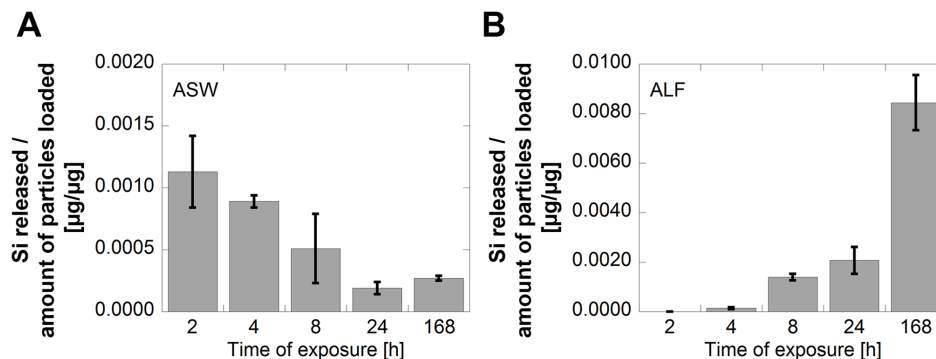 A
Si released /
amount of particles loaded
[µg/µg]
0.0020
0.0015
0.0010
0.0005
0.0000
ASW
2 4 8 24 168
Time of exposure [h]
B
Si released /
amount of particles loaded
[µg/µg]
0.0100
0.0080
0.0060
0.0040
0.0020
0.0000
ALF
2 4 8 24 168
Time of exposure [h]